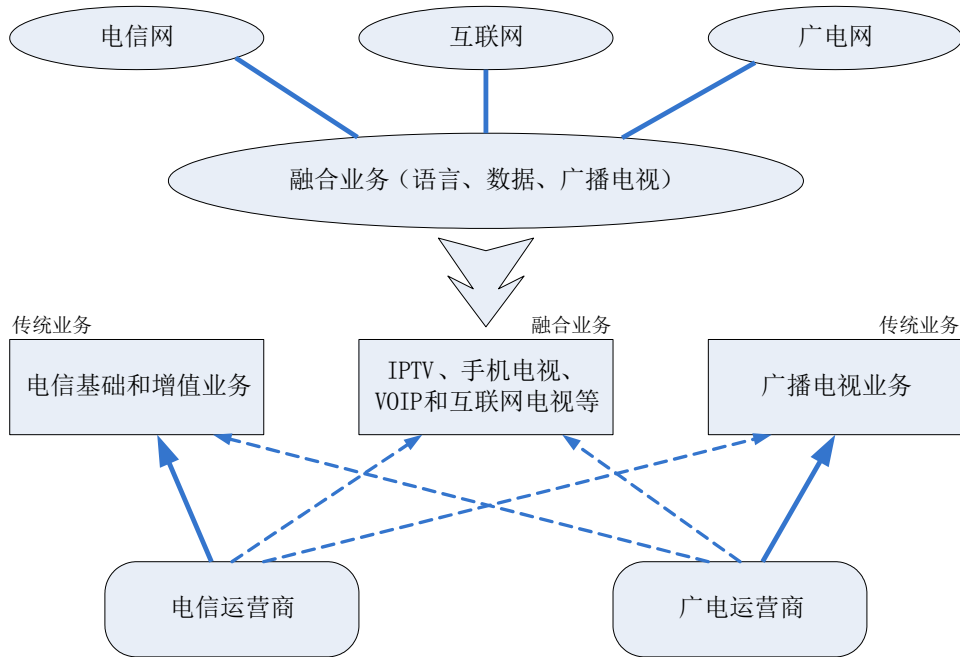 电信网
互联网
广电网
融合业务（语言、数据、广播电视）
传统业务
融合业务
传统业务
电信基础和增值业务
IPTV、手机电视、
VOIP和互联网电视等
广播电视业务
电信运营商
广电运营商